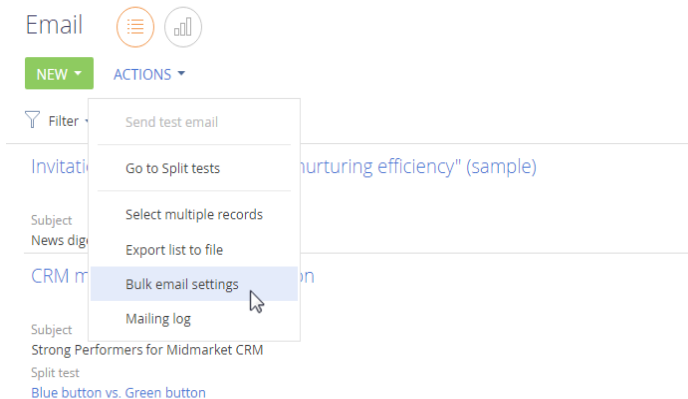 Email
NEW ACTIONS
Filter
Send test email
Go to Split tests
Select multiple records
Export list to file
Bulk email settings
Mailing log
nurturing efficiency" (sample)
Subject
News
CRM
Subject
Strong Performers for Midmarket CRM
Split test
Blue button vs. Green button